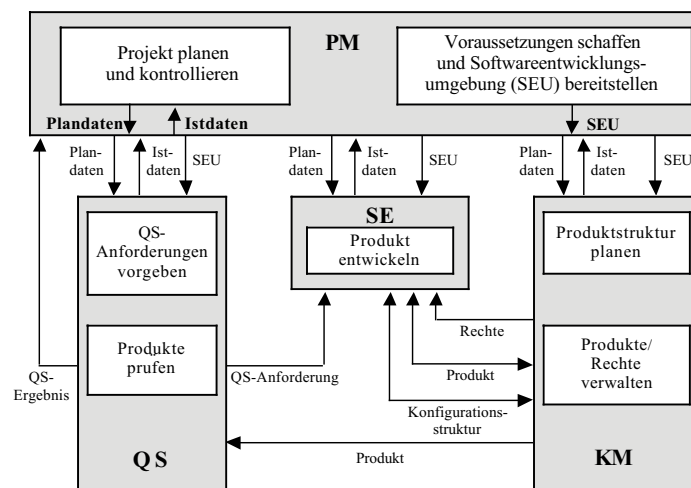 PM
Projekt planen
und kontrollieren
Voraussetzungen schaffen
und Softwareentwicklungs-
umgebung (SEU) bereitstellen
Plandaten
Istdaten
SEU
Plan-
daten
Ist-
daten
SEU
Plan-
daten
Ist-
daten
SEU
Plan-
daten
Ist-
daten
SEU
QS-
Anforderungen
vorgeben
SE
Produkt
entwickeln
Produktstruktur
planen
Produkte
prufen
Rechte
Produkte/
Rechte
verwalten
QS-
Ergebnis
QS-Anforderung
Produkt
Konfigurations-
struktur
QS
Produkt
KM